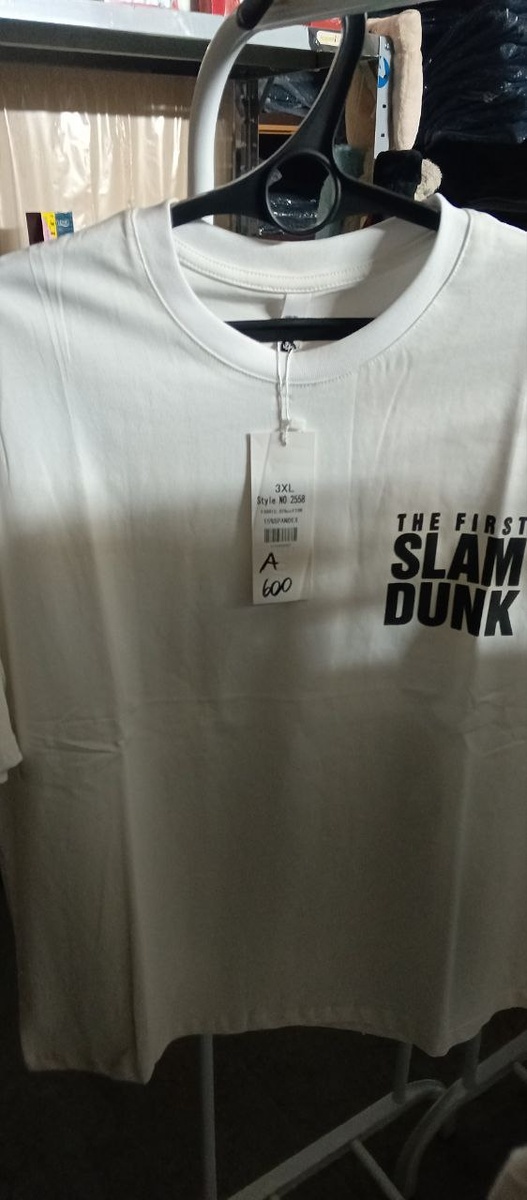 3XL
Style NO.2558
A
600
THE FIRST
SLAM
DUNK